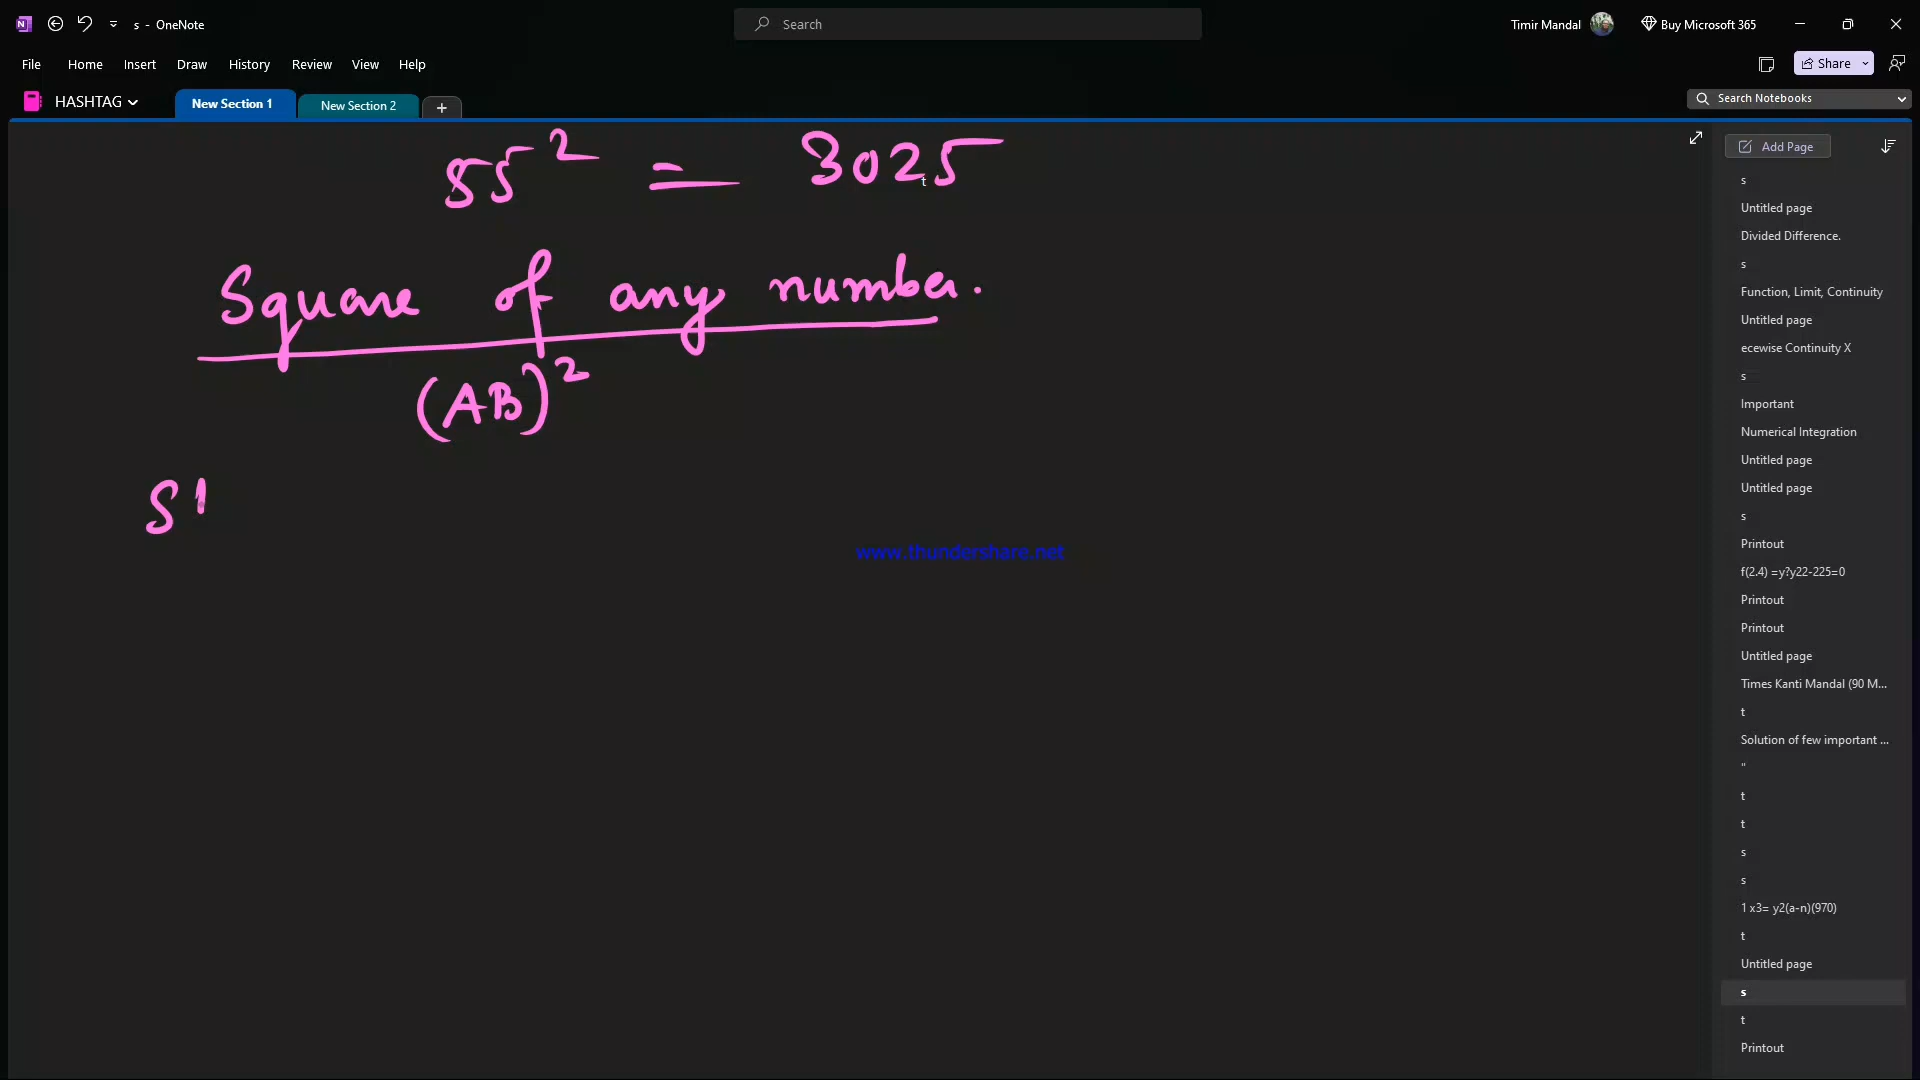 s - OneNote
Search
Timir Mandal
Buy Microsoft 365
File Home Insert Draw History Review View Help
Share
HASHTAG
New Section 1
New Section 2
+
Search Notebooks
Add Page
55² = 3025
t
Square of any number.
(AB)²
S1
www.thundershare.net
s
Untitled page
Divided Difference.
s
Function, Limit, Continuity
Untitled page
ecewise Continuity X
s
Important
Numerical Integration
Untitled page
Untitled page
s
Printout
f(2.4) =y?y22-225=0
Printout
Printout
Untitled page
Times Kanti Mandal (90 M...
t
Solution of few important ...
"
t
t
s
s
1 x3= y2(a-n)(970)
t
Untitled page
s
t
Printout